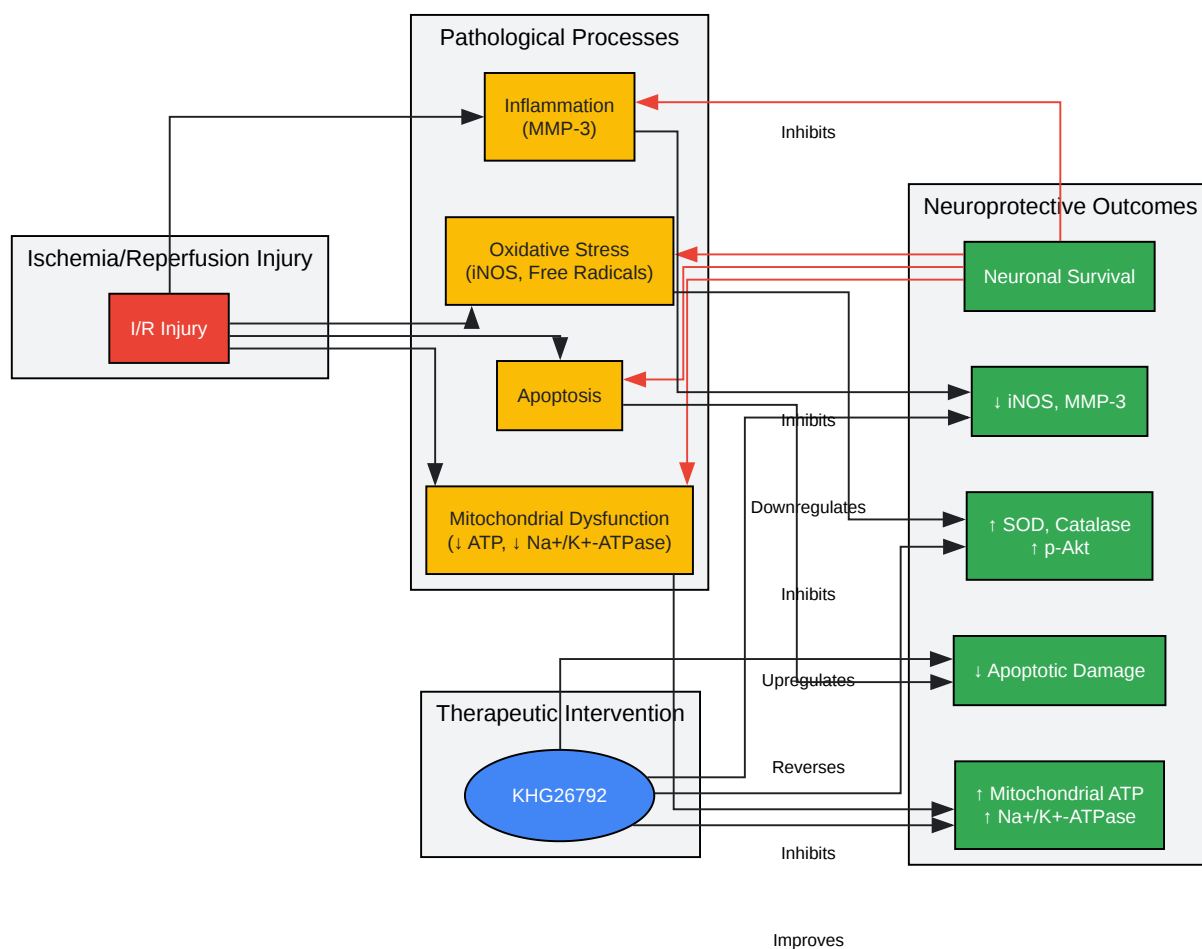 Pathological Processes
Inflammation
(MMP-3)
Inhibits
Neuroprotective Outcomes
Ischemia/Reperfusion Injury
Oxidative Stress
(iNOS, Free Radicals)
Neuronal Survival
I/R Injury
Apoptosis
↓ iNOS, MMP-3
Inhibits
Downregulates
Mitochondrial Dysfunction
(↓ ATP, ↓ Na+/K+-ATPase)
↑ SOD, Catalase
↑ p-Akt
Inhibits
Upregulates
↓ Apoptotic Damage
Therapeutic Intervention
KHG26792
Reverses
↑ Mitochondrial ATP
↑ Na+/K+-ATPase
Inhibits
Improves